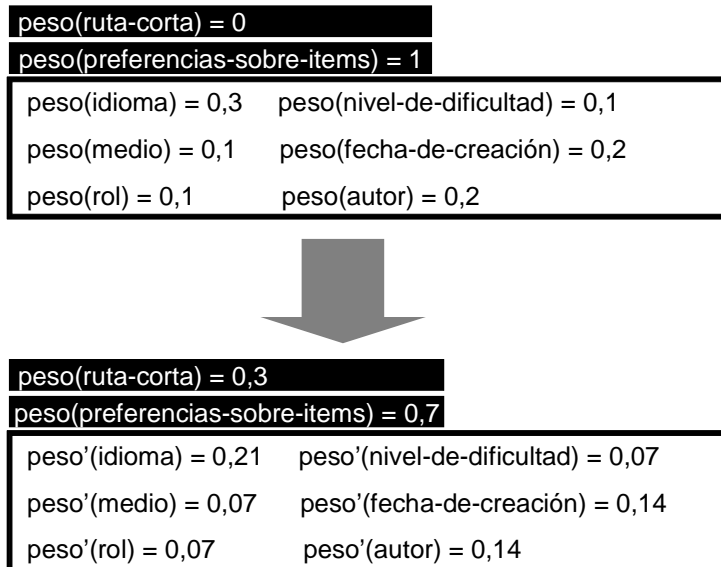 peso(ruta-corta) = 0
peso(preferencias-sobre-items) = 1
peso(idioma) = 0,3 peso(nivel-de-dificultad) = 0,1
peso(medio) = 0,1 peso(fecha-de-creación) = 0,2
peso(rol) = 0,1 peso(autor) = 0,2
peso(ruta-corta) = 0,3
peso(preferencias-sobre-items) = 0,7
peso’(idioma) = 0,21 peso’(nivel-de-dificultad) = 0,07
peso’(medio) = 0,07 peso’(fecha-de-creación) = 0,14
peso’(rol) = 0,07 peso’(autor) = 0,14